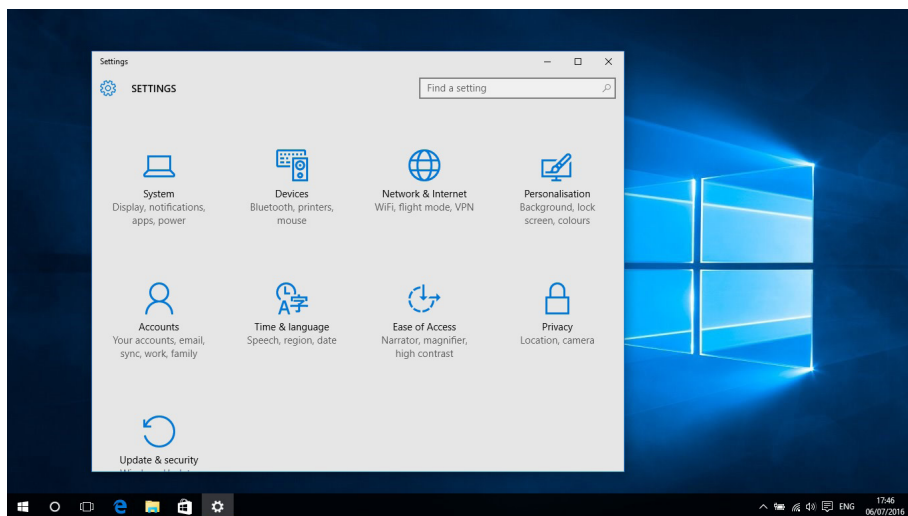 Settings
SETTINGS
Find a setting
System
Display, notifications,
apps, power
Devices
Bluetooth, printers,
mouse
Network & Internet
WiFi, flight mode, VPN
Personalisation
Background, lock
screen, colours
Accounts
Your accounts, email,
sync, work, family
Time & language
Speech, region, date
Ease of Access
Narrator, magnifier,
high contrast
Privacy
Location, camera
Update & security
ENG
17:46
06/07/2016